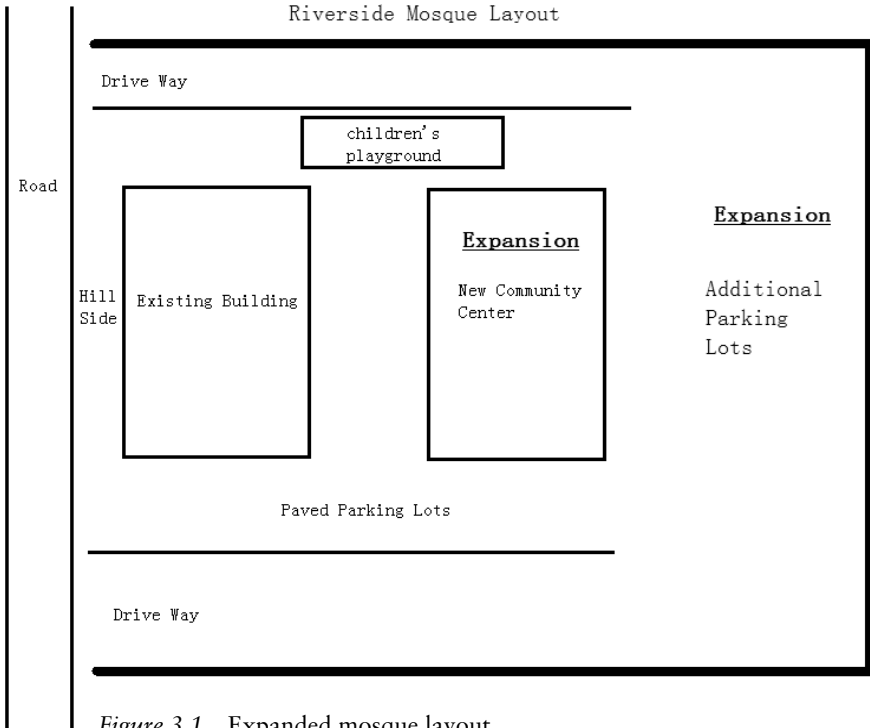 Riverside Mosque Layout
Drive Way
children's
playground
Road
Expansion
Additional
Parking
Lots
Expansion
New Community
Center
Hill
Side
Existing Building
Paved Parking Lots
Drive Way
Figure 3.1 Expanded mosque layout